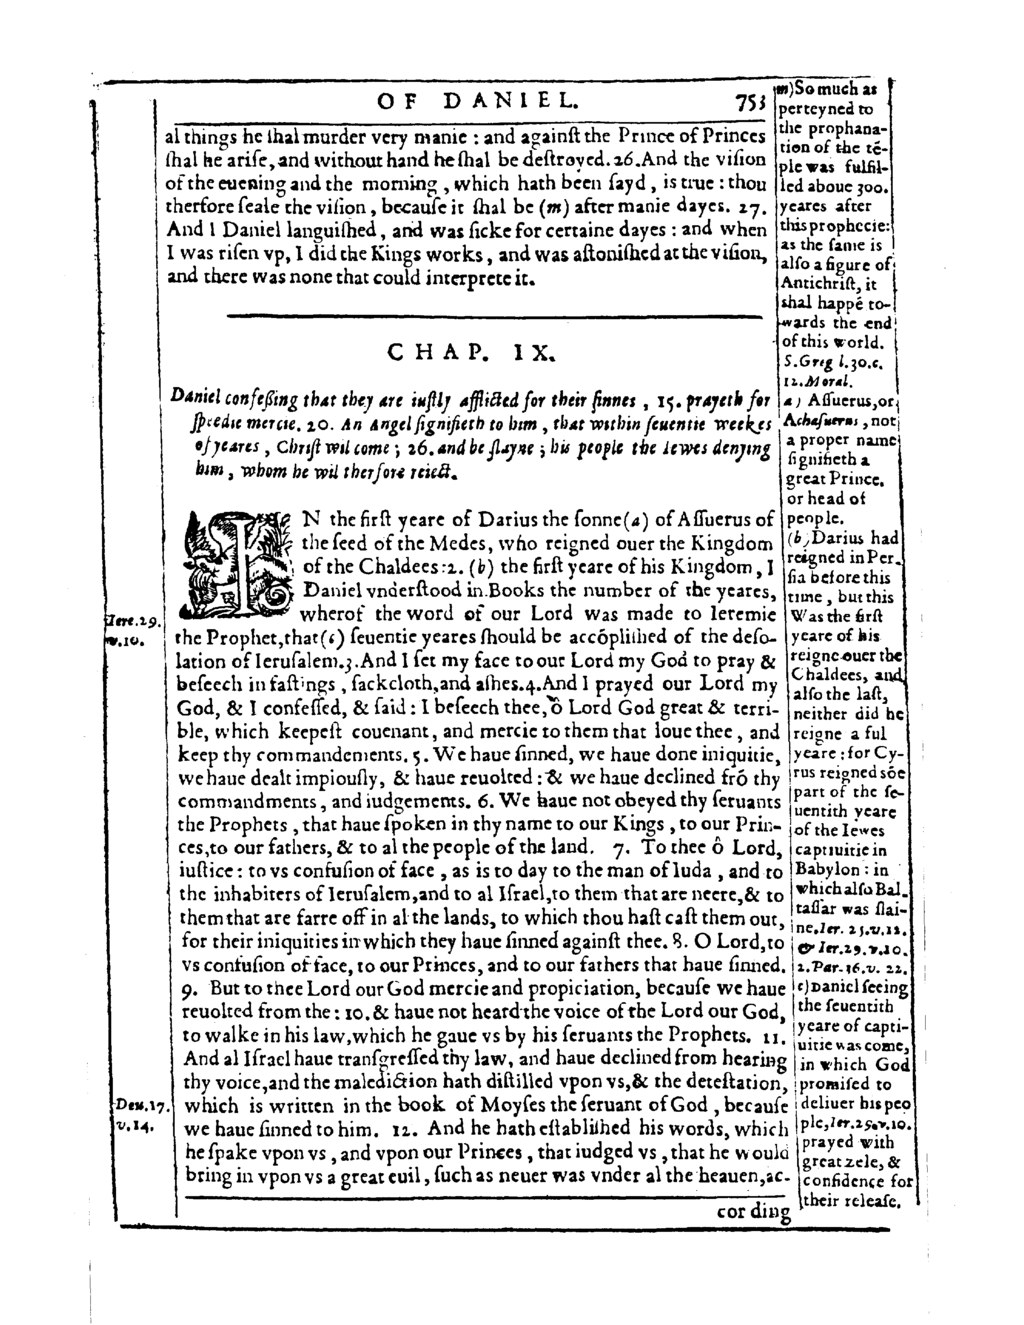 OF DANIEL. 753
al things he ſhal murder very manie : and againſt the Prince of Princes
ſhal he ariſe, and without hand he ſhal be deſtroyed. 26. And the viſion
of the euening and the morning , which hath been ſayd , is true : thou
therfore ſeale the viſion , becauſe it ſhal be (m) after manie dayes. 27.
And I Daniel languiſhed , and was ſicke for certaine dayes : and when
I was riſen vp, I did the Kings works , and was aſtoniſhed at the viſion,
and there was none that could interprete it.
CHAP. IX.
Daniel confeßing that they are iuſtly afflicted for their ſinnes , 15. prayeth for
ſpeedie mercie. 20. An Angel ſignifieth to him , that within ſeuentie weekes
of yeares , Chriſt wil come ; 26. and be ſlayne ; his people the Iewes denying
him , whom he wil therfore reiect.
IN the firſt yeare of Darius the ſonne (a) of Aſſuerus of
the ſeed of the Medes, who reigned ouer the Kingdom
of the Chaldees : 2. (b) the firſt yeare of his Kingdom , I
Daniel vnderſtood in Books the number of the yeares,
wherof the word of our Lord was made to Ieremie
the Prophet, that (c) ſeuentie yeares ſhould be accōpliſhed of the deſo-
lation of Ieruſalem. 3. And I ſet my face to our Lord my God to pray &
beſeech in faſtings , ſackcloth, and aſhes. 4. And I prayed our Lord my
God, & I confeſſed, & ſaid : I beſeech thee, ô Lord God great & terri-
ble, which keepeſt couenant , and mercie to them that loue thee , and
keep thy commandements. 5. We haue ſinned, we haue done iniquitie,
we haue dealt impiouſly, & haue reuolted : & we haue declined frō thy
commandments , and iudgements. 6. We haue not obeyed thy ſeruants
the Prophets , that haue ſpoken in thy name to our Kings , to our Prin-
ces, to our fathers, & to al the people of the land. 7. To thee ô Lord,
iuſtice : to vs confuſion of face , as is to day to the man of Iuda , and to
the inhabiters of Ieruſalem, and to al Iſrael, to them that are neere, & to
them that are farre off in al the lands, to which thou haſt caſt them out,
for their iniquities in which they haue ſinned againſt thee. 8. O Lord, to
vs confuſion of face, to our Princes, and to our fathers that haue ſinned.
9. But to thee Lord our God mercie and propiciation, becauſe we haue
reuolted from the : 10. & haue not heard the voice of the Lord our God,
to walke in his law, which he gaue vs by his ſeruants the Prophets. 11.
And al Iſrael haue tranſgreſſed thy law, and haue declined from hearing
thy voice, and the malediction hath diſtilled vpon vs, & the deteſtation,
which is written in the book of Moyſes the ſeruant of God , becauſe
we haue ſinned to him. 12. And he hath eſtabliſhed his words, which
he ſpake vpon vs , and vpon our Princes , that iudged vs , that he would
bring in vpon vs a great euil, ſuch as neuer was vnder al the heauen, ac-
cording
Iere. 29.
v. 10.
Deu. 17.
v. 14.
m) So much as
perteyned to
the prophana-
tion of the tē-
ple was fulfil-
led about 300.
yeares after
this prophecie:
as the ſame is
alſo a figure of
Antichriſt, it
shal happē to-
wards the end
of this world.
S. Greg l. 30. c.
12. Moral.
a) Aſſuerus, or
Achaſuerus , not
a proper name
ſignifieth a
great Prince,
or head of
people.
(b) Darius had
reigned in Per-
ſia before this
time , but this
Was the firſt
yeare of his
reigne ouer the
Chaldees, and
alſo the laſt,
neither did he
reigne a ful
yeare : for Cy-
rus reigned sōe
part of the ſe-
uentith yeare
of the Iewes
captiuitie in
Babylon : in
which alſo Bal-
taſſar was ſlai-
ne, Ier. 25. v. 12.
& Ier. 29. v. 10.
2. Par. 36. v. 22.
c) Daniel ſeeing
the ſeuentith
yeare of capti-
uitie was come,
in which God
promiſed to
deliuer his peo
ple, Ier. 29. v. 10.
prayed with
great zele, &
confidence for
their releaſe.